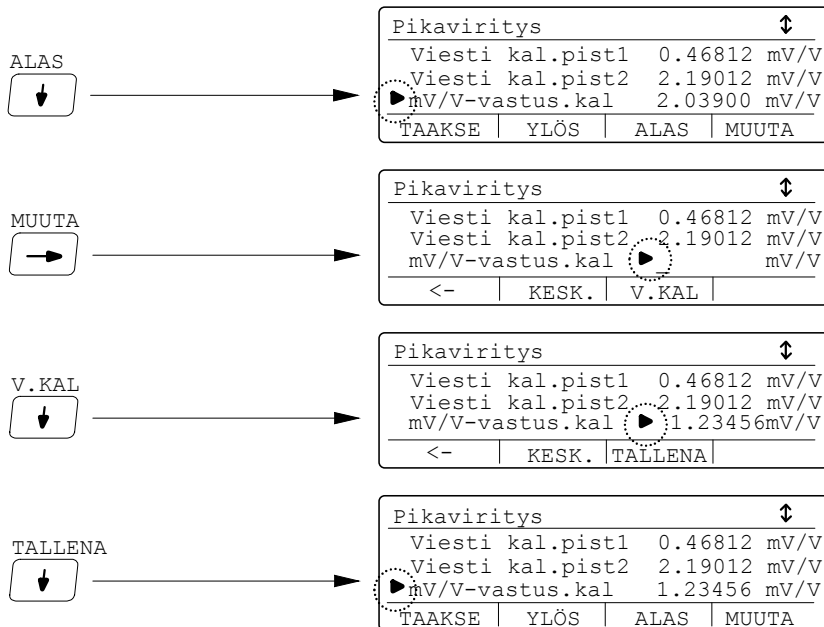 ALAS
Pikaviritys
Viesti kal.pist1 0.46812 mV/V
Viesti kal.pist2 2.19012 mV/V
mV/V-vastus.kal 2.03900 mV/V
TAAKSE YLÖS ALAS MUUTA
MUUTA
Pikaviritys
Viesti kal.pist1 0.46812 mV/V
Viesti kal.pist2 2.19012 mV/V
mV/V-vastus.kal _ mV/V
<- KESK. V.KAL
V.KAL
Pikaviritys
Viesti kal.pist1 0.46812 mV/V
Viesti kal.pist2 2.19012 mV/V
mV/V-vastus.kal 1.23456mV/V
<- KESK. TALLENA
TALLENA
Pikaviritys
Viesti kal.pist1 0.46812 mV/V
Viesti kal.pist2 2.19012 mV/V
mV/V-vastus.kal 1.23456 mV/V
TAAKSE YLÖS ALAS MUUTA